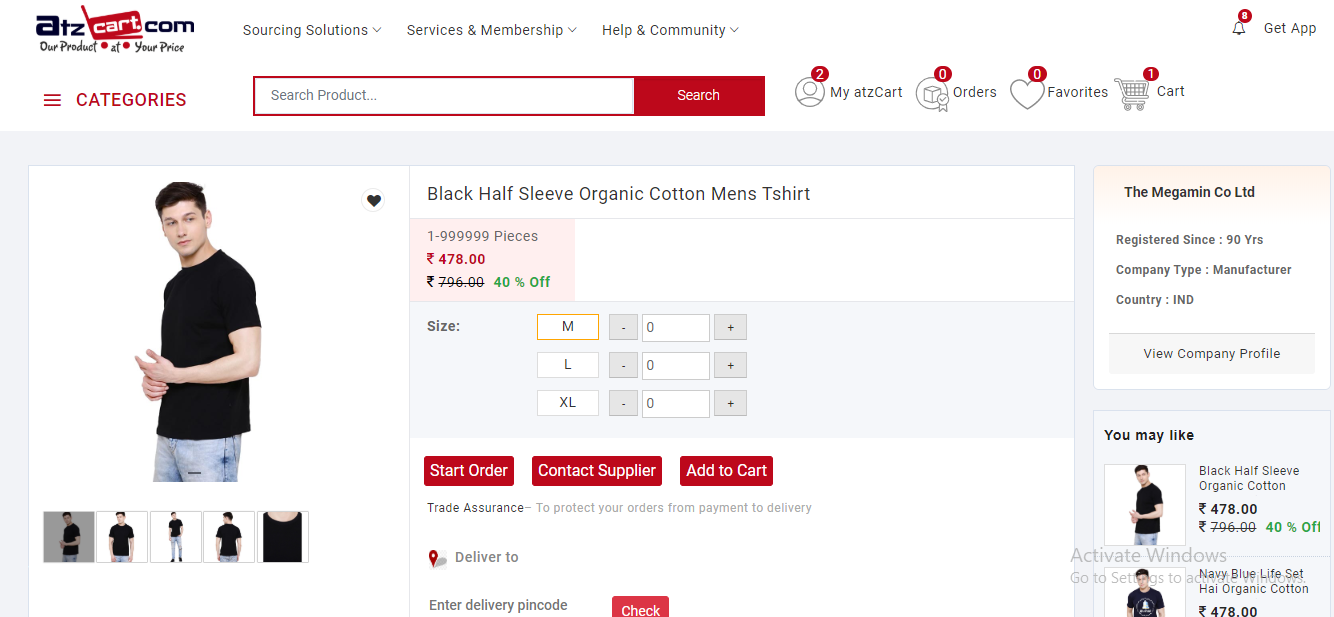 atzcart.com
Our Product at Your Price
Sourcing Solutions
Services & Membership
Help & Community
8
Get App
CATEGORIES
Search Product...
Search
2
My atzCart
0
Orders
0
Favorites
1
Cart
Black Half Sleeve Organic Cotton Mens Tshirt
1-999999 Pieces
₹ 478.00
₹ 796.00 40 % Off
Size:
M - 0 +
L - 0 +
XL - 0 +
Start Order
Contact Supplier
Add to Cart
Trade Assurance– To protect your orders from payment to delivery
Deliver to
Enter delivery pincode
Check
The Megamin Co Ltd
Registered Since : 90 Yrs
Company Type : Manufacturer
Country : IND
View Company Profile
You may like
Black Half Sleeve
Organic Cotton
₹ 478.00
₹ 796.00 40 % Off
Navy Blue Life Set
Hai Organic Cotton
₹ 478.00
Activate Windows
Go to Settings to activate Windows.